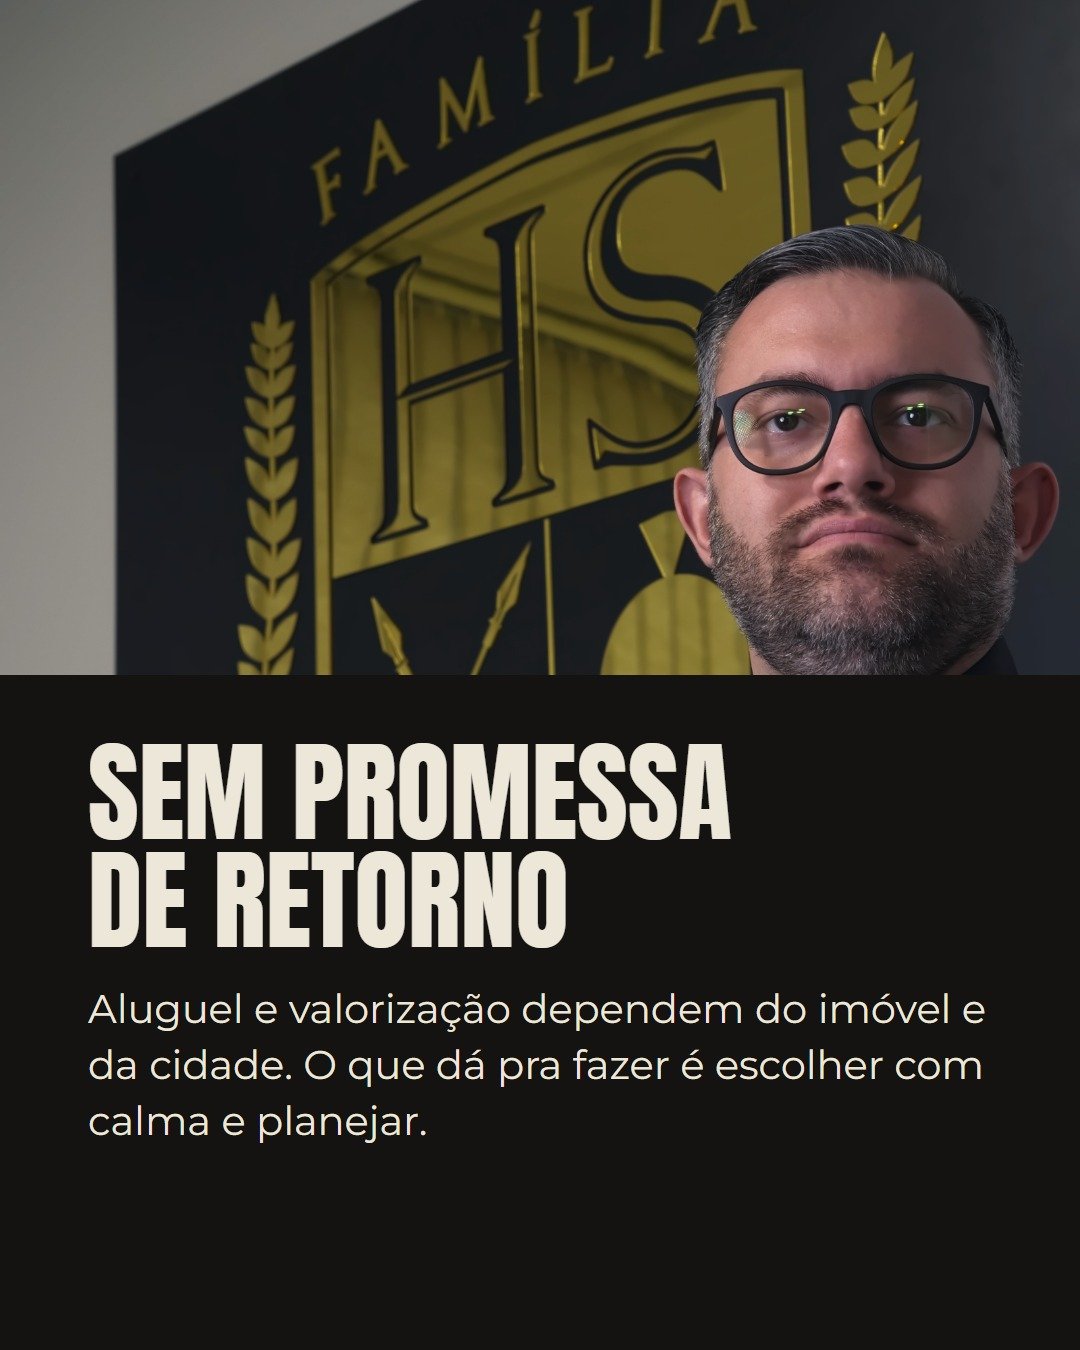 FAMÍLIA
HS
SEM PROMESSA
DE RETORNO
Aluguel e valorização dependem do imóvel e
da cidade. O que dá pra fazer é escolher com
calma e planejar.